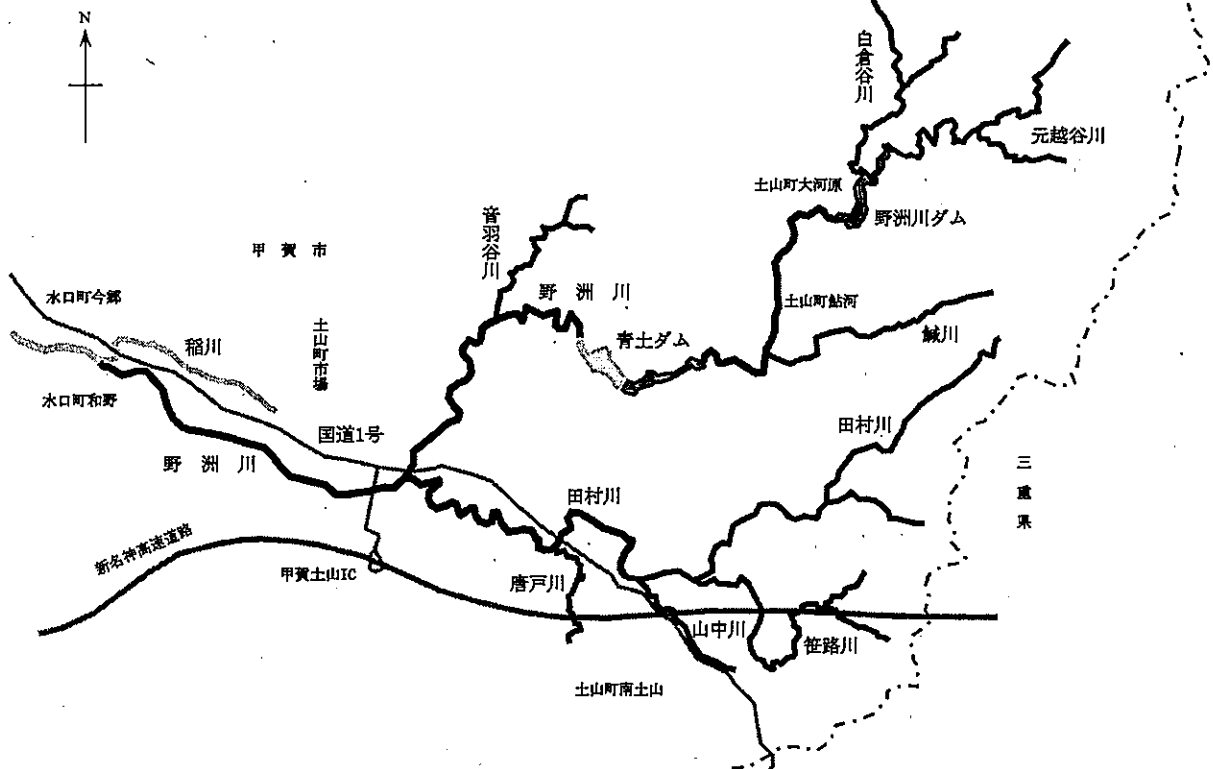 N
白倉谷川
元越谷川
土山町大河原
野洲川ダム
音羽谷川
甲賀市
野洲川
土山町鮎河
水口町今郷
稲川
土山町市場
青土ダム
鰄川
水口町和野
国道1号
田村川
野洲川
三重県
田村川
新名神高速道路
甲賀土山IC
唐戸川
山中川
笹路川
土山町南土山